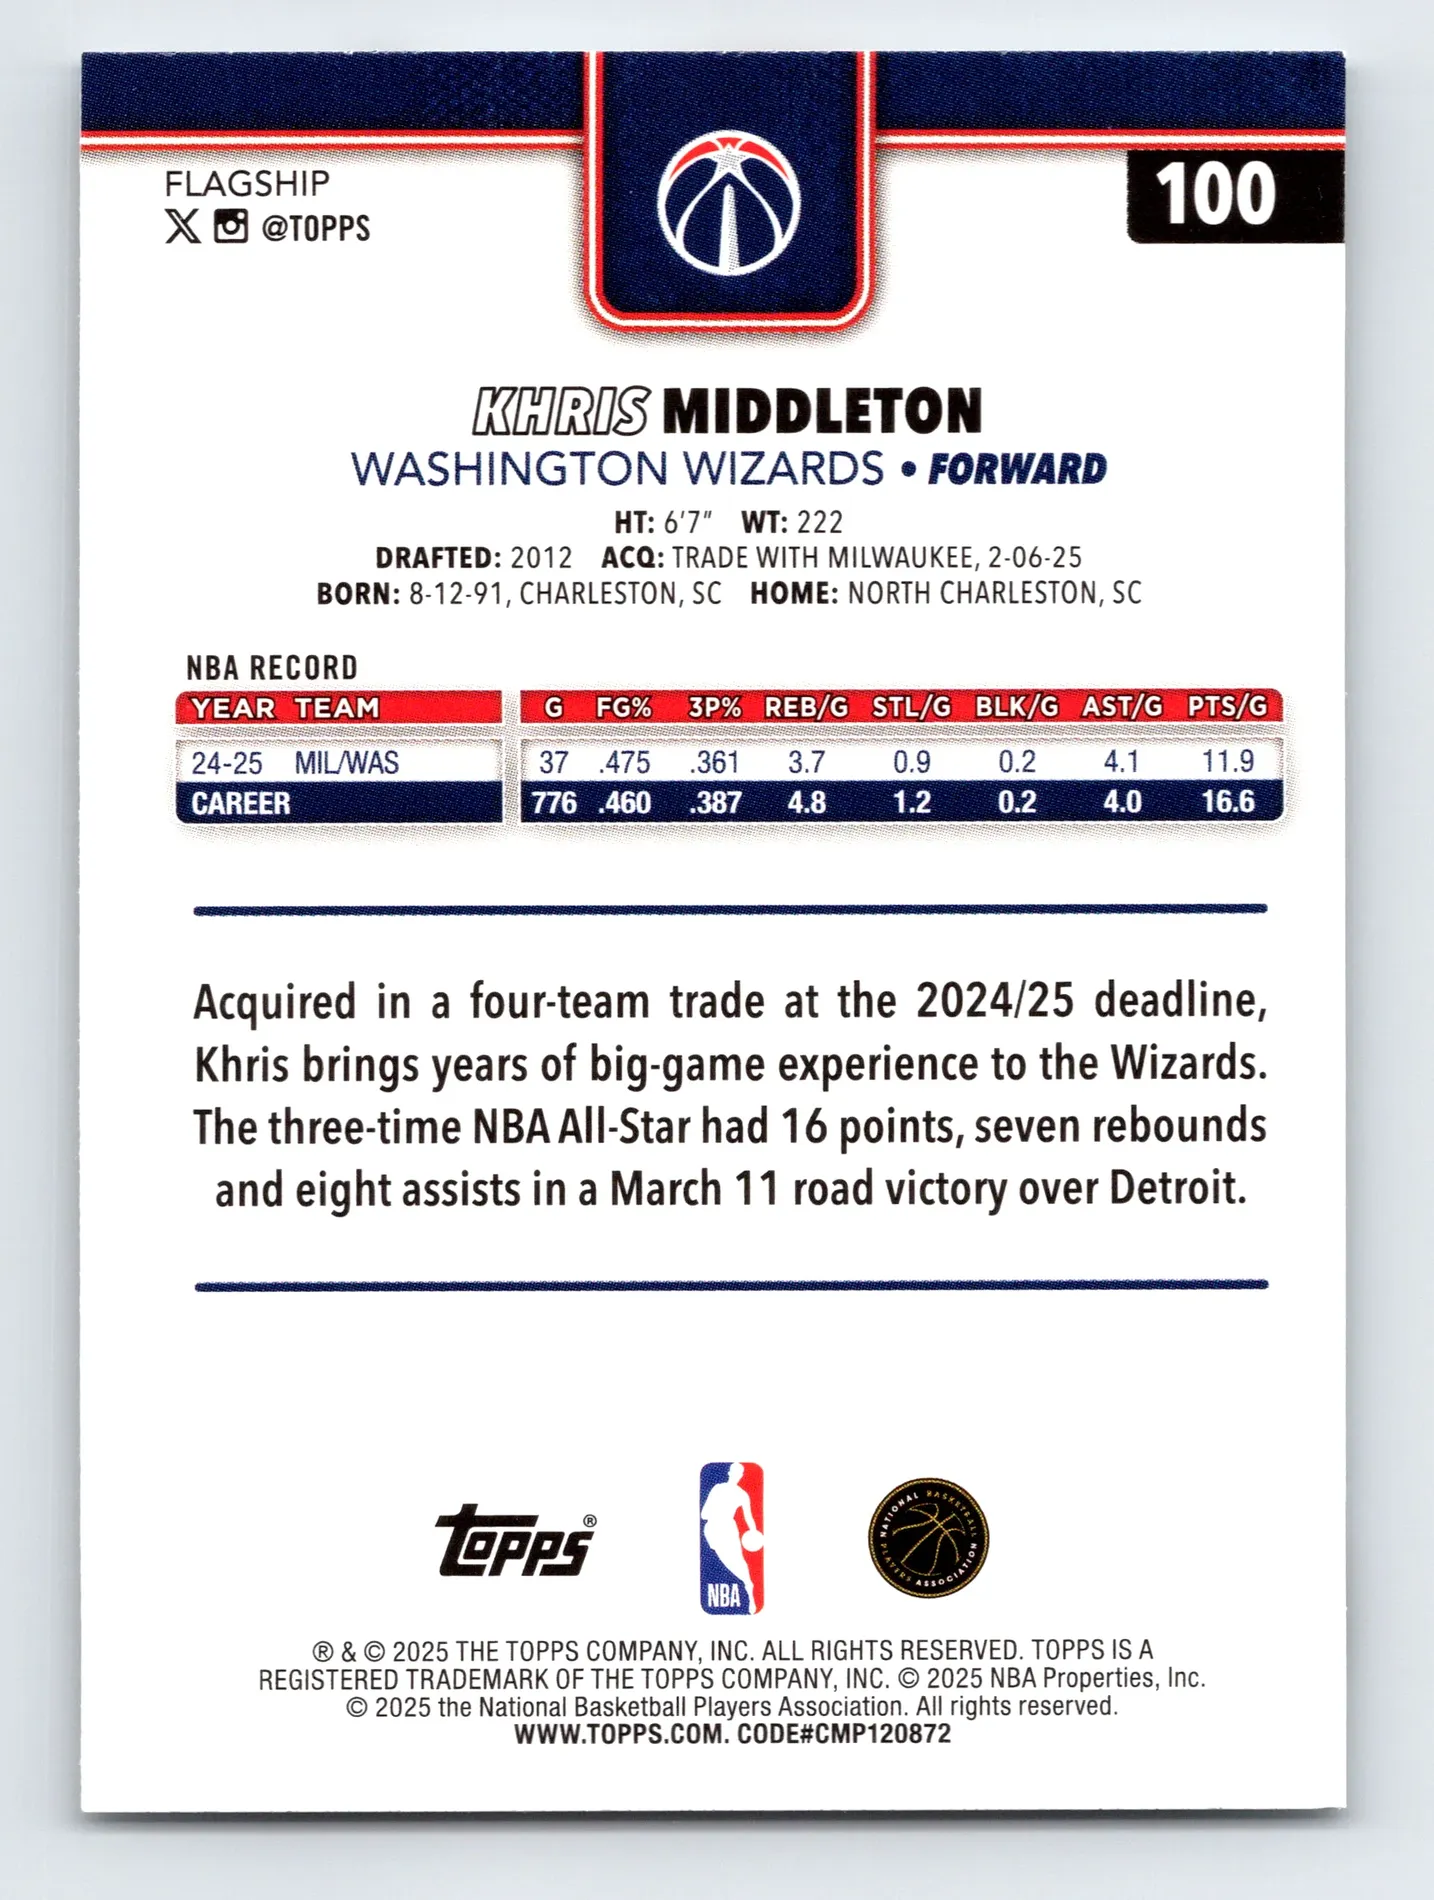 FLAGSHIP
100
X @TOPPS
KHRIS MIDDLETON
WASHINGTON WIZARDS • FORWARD
HT: 6'7" WT: 222
DRAFTED: 2012 ACQ: TRADE WITH MILWAUKEE, 2-06-25
BORN: 8-12-91, CHARLESTON, SC HOME: NORTH CHARLESTON, SC
NBA RECORD
YEAR TEAM G FG% 3P% REB/G STL/G BLK/G AST/G PTS/G
24-25 MIL/WAS 37 .475 .361 3.7 0.9 0.2 4.1 11.9
CAREER 776 .460 .387 4.8 1.2 0.2 4.0 16.6
Acquired in a four-team trade at the 2024/25 deadline,
Khris brings years of big-game experience to the Wizards.
The three-time NBA All-Star had 16 points, seven rebounds
and eight assists in a March 11 road victory over Detroit.
TOPPS®
NBA
NATIONAL BASKETBALL PLAYERS ASSOCIATION
® & © 2025 THE TOPPS COMPANY, INC. ALL RIGHTS RESERVED. TOPPS IS A
REGISTERED TRADEMARK OF THE TOPPS COMPANY, INC. © 2025 NBA Properties, Inc.
© 2025 the National Basketball Players Association. All rights reserved.
WWW.TOPPS.COM. CODE#CMP120872